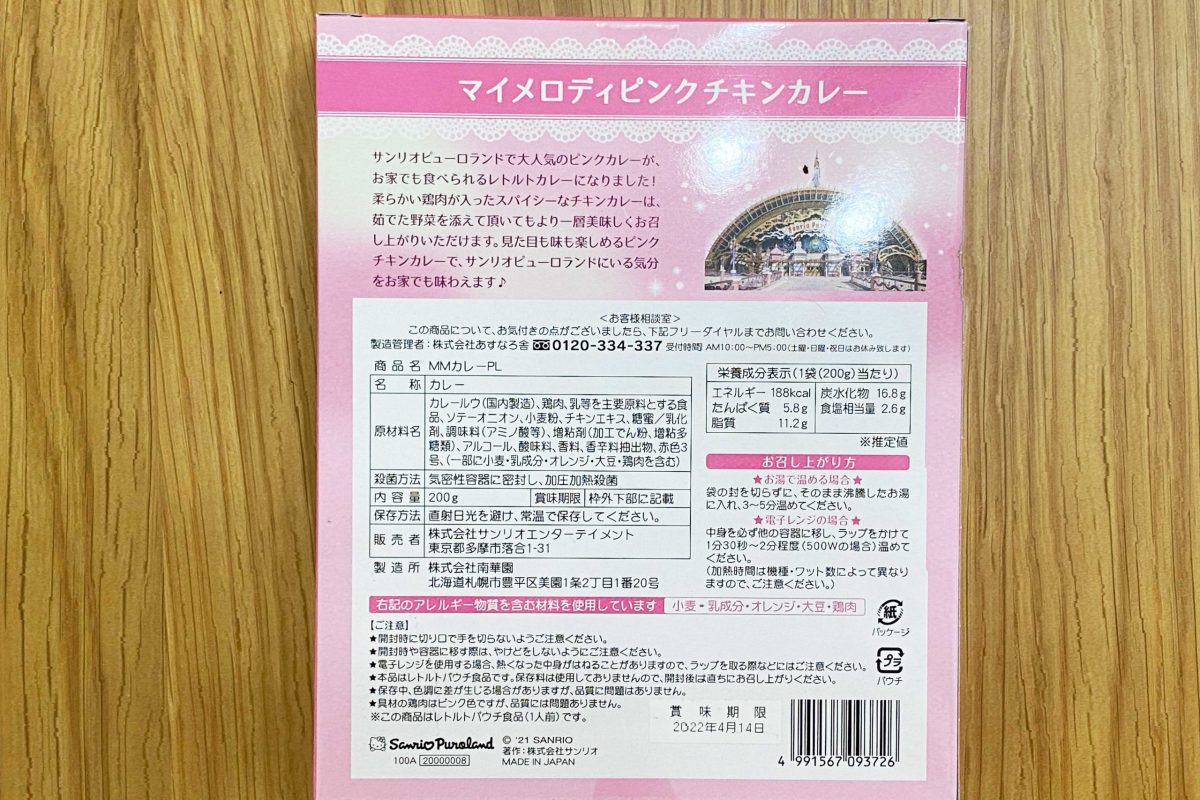 マイメロディピンクチキンカレー
サンリオピューロランドで大人気のピンクカレーが、
お家でも食べられるレトルトカレーになりました!
柔らかい鶏肉が入ったスパイシーなチキンカレーは、
茹でた野菜を添えて頂いてもより一層美味しくお召
し上がりいただけます。見た目も味も楽しめるピンク
チキンカレーで、サンリオピューロランドにいる気分
をお家でも味わえます♪
<お客様相談室>
この商品について、お気付きの点がございましたら、下記フリーダイヤルまでお問い合わせください。
製造管理者:株式会社あすなろ舎 0120-334-337 受付時間 AM10:00~PM5:00(土曜・日曜・祝日はお休み致します)
商品名 MMカレーPL
名称 カレー
原材料名 カレールウ(国内製造)、鶏肉、乳等を主要原料とする食
品、ソテーオニオン、小麦粉、チキンエキス、糖蜜/乳化
剤、調味料(アミノ酸等)、増粘剤(加工でん粉、増粘多
糖類)、アルコール、酸味料、香料、香辛料抽出物、赤色3
号、(一部に小麦・乳成分・オレンジ・大豆・鶏肉を含む)
殺菌方法 気密性容器に密封し、加圧加熱殺菌
内容量 200g 賞味期限 枠外下部に記載
保存方法 直射日光を避け、常温で保存してください。
販売者 株式会社サンリオエンターテイメント
東京都多摩市落合1-31
製造所 株式会社南華園
北海道札幌市豊平区美園1条2丁目1番20号
栄養成分表示(1袋(200g)当たり)
エネルギー 188kcal 炭水化物 16.8g
たんぱく質 5.8g 食塩相当量 2.6g
脂質 11.2g
※推定値
お召し上がり方
★お湯で温める場合★
袋の封を切らずに、そのまま沸騰したお湯
に入れ、3~5分温めてください。
★電子レンジの場合★
中身を必ず他の容器に移し、ラップをかけて
1分30秒~2分程度(500Wの場合)温めて
ください。
(加熱時間は機種・ワット数によって異なり
ますので、ご注意ください。)
右記のアレルギー物質を含む材料を使用しています 小麦・乳成分・オレンジ・大豆・鶏肉
紙
パッケージ
プラ
パウチ
【ご注意】
★開封時に切り口で手を切らないようご注意ください。
★開封時や容器に移す際は、やけどをしないようにご注意ください。
★電子レンジを使用する場合、熱くなった中身がはねることがありますので、ラップを取る際などにはご注意ください。
★本品はレトルトパウチ食品です。保存料は使用しておりませんので、開封後は直ちにお召し上がりください。
★保存中、色調に差が生じる場合がありますが、品質に問題はありません。
★具材の鶏肉はピンク色ですが、品質には問題ありません。
※この商品はレトルトパウチ食品(1人前)です。
賞味期限
2022年4月14日
Sanrio Puroland
100A 20000008
© '21 SANRIO
著作:株式会社サンリオ
MADE IN JAPAN
4 991567 093726